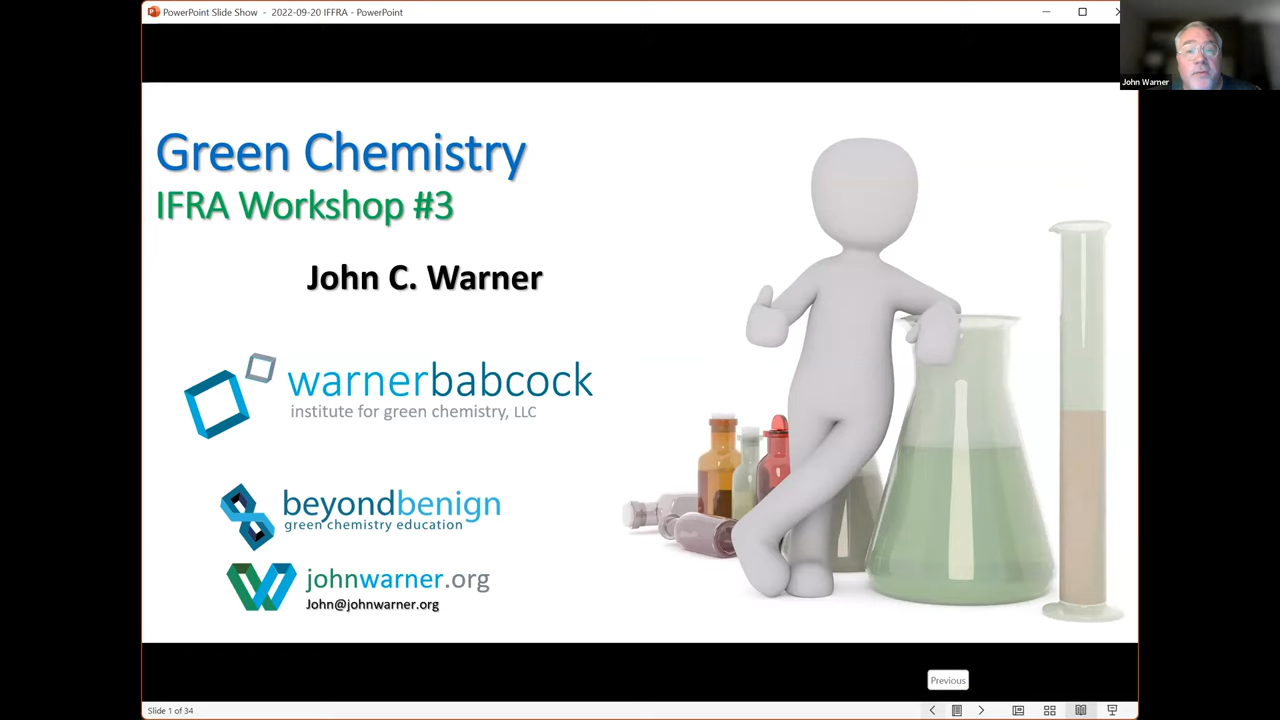 PowerPoint Slide Show - 2022-09-20 IFFRA - PowerPoint
John Warner
Green Chemistry
IFRA Workshop #3
John C. Warner
warnerbabcock
institute for green chemistry, LLC
beyondbenign
green chemistry education
johnwarner.org
John@johnwarner.org
Previous
Slide 1 of 34